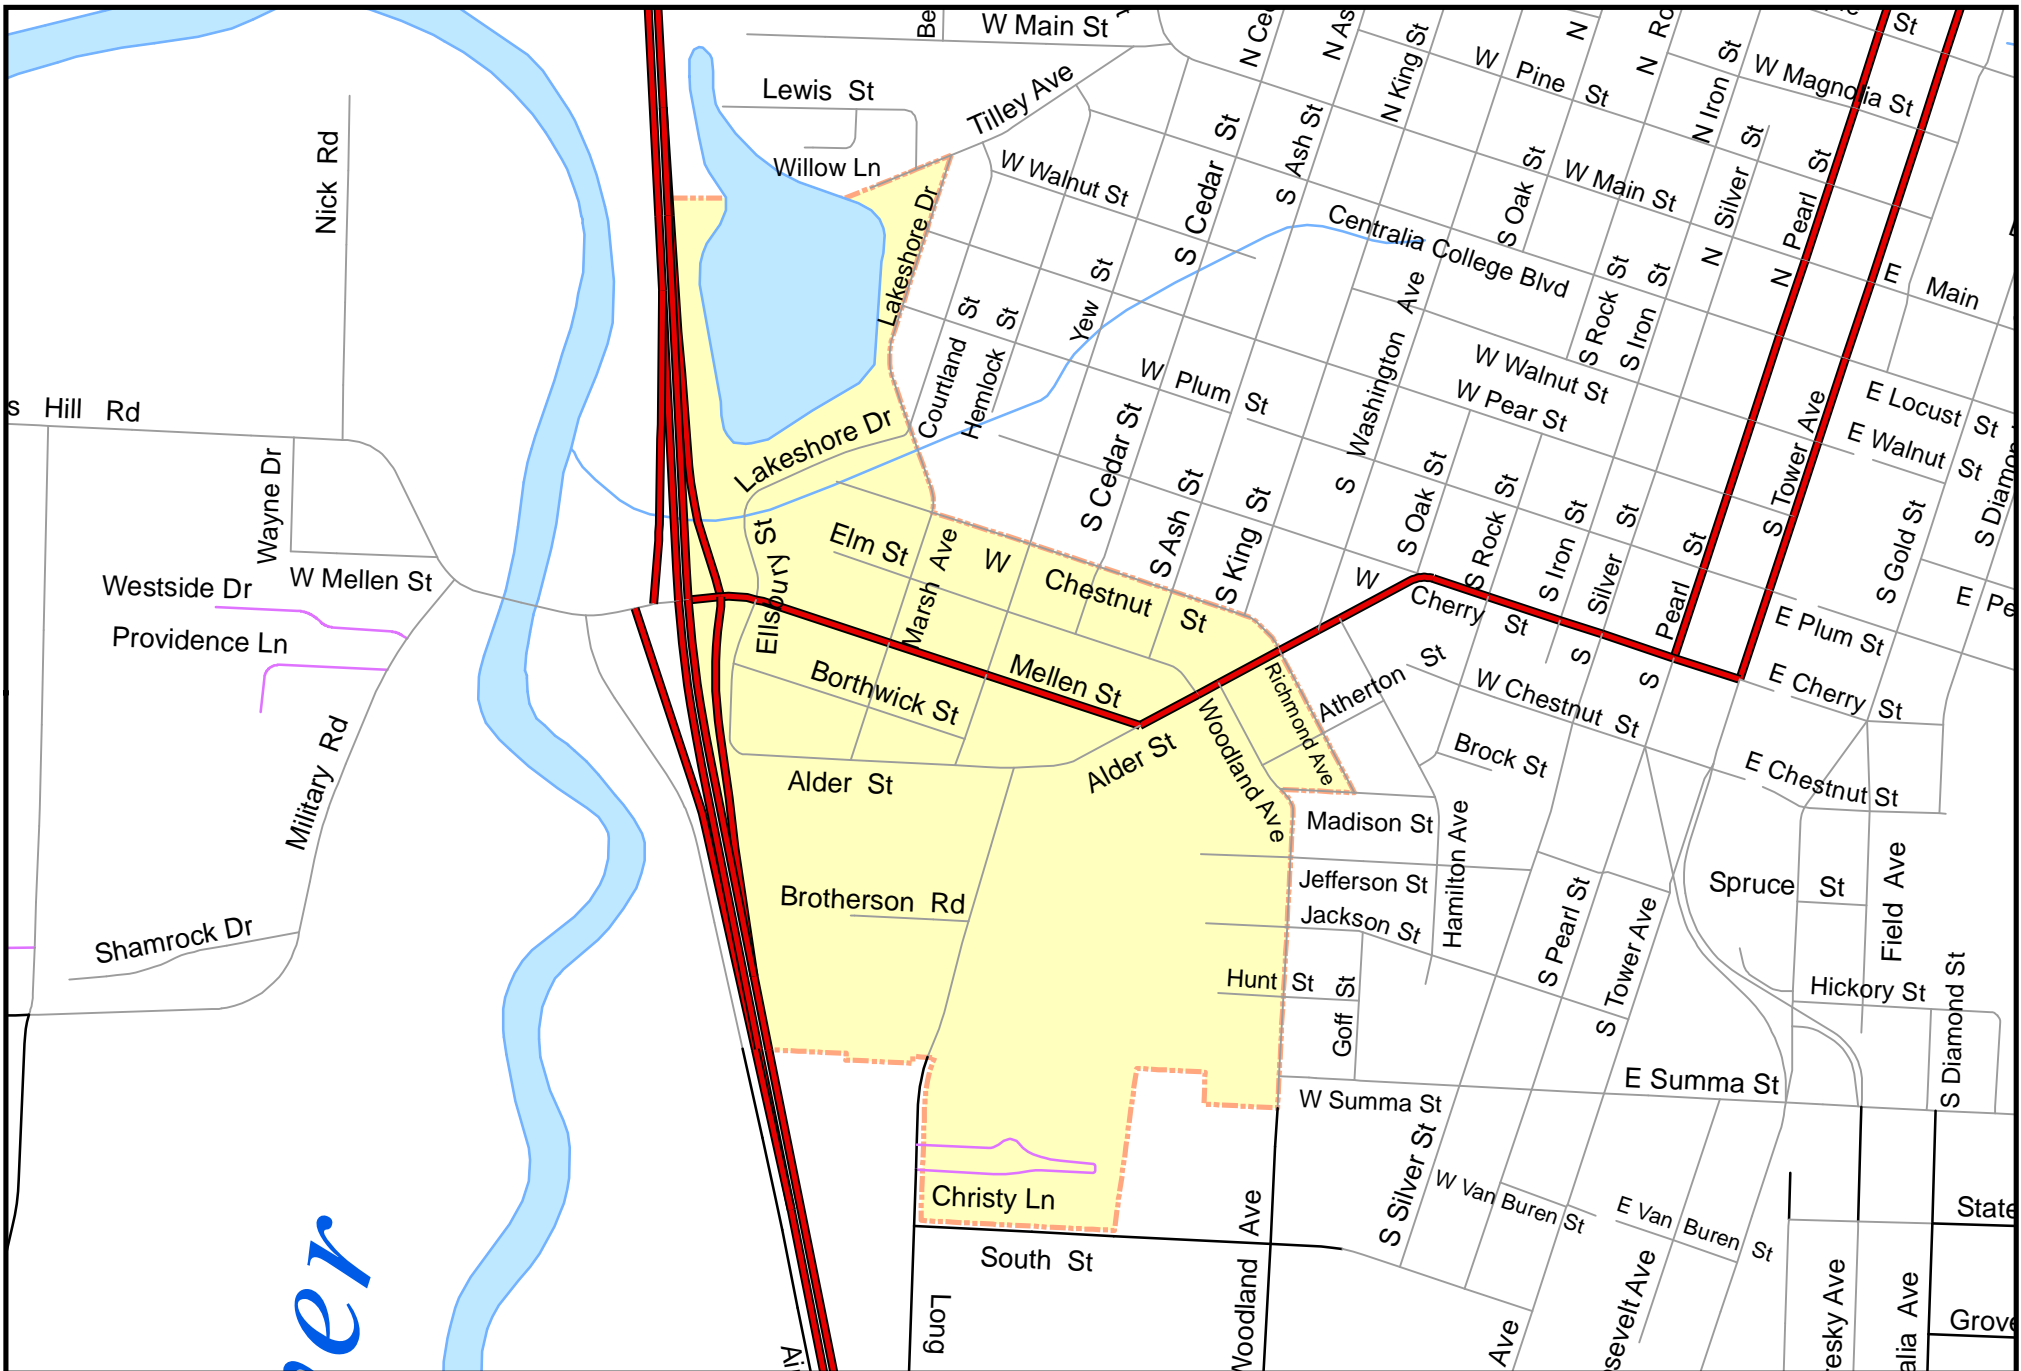 W Main St
Lewis St
Tilley Ave
Willow Ln
Nick Rd
W Walnut St
S Cedar St
S Ash St
N King St
W Pine St
St
W Magnolia St
N Iron St
N Silver St
N Pearl St
W Main St
S Oak St
Centralia College Blvd
Lakeshore Dr
Courtland St
Hemlock St
Yew St
S Rock St
S Iron St
E Main
W Walnut St
W Pear St
W Plum St
S Washington Ave
E Locust St
E Walnut St
S Tower Ave
Hill Rd
Wayne Dr
Lakeshore Dr
S Cedar St
S Ash St
S King St
S Oak St
S Rock St
S Iron St
S Silver St
S Pearl St
S Gold St
Elm St
Marsh Ave
W Chestnut St
Ellsbury St
W Mellen St
Westside Dr
Providence Ln
W Cherry St
E Plum St
E Cherry St
Mellen St
Borthwick St
Richmond Ave
Atherton St
W Chestnut St
Brock St
E Chestnut St
Military Rd
Alder St
Alder St
Woodland Ave
Madison St
Hamilton Ave
Jefferson St
Jackson St
Brotherson Rd
Shamrock Dr
Spruce St
Field Ave
S Pearl St
S Tower Ave
Hunt St
Goff St
Hickory St
S Diamond St
E Summa St
W Summa St
Christy Ln
South St
Woodland Ave
S Silver St
W Van Buren St
E Van Buren St
State
Long
Woodland
Ave
Ave
Ave
Ave